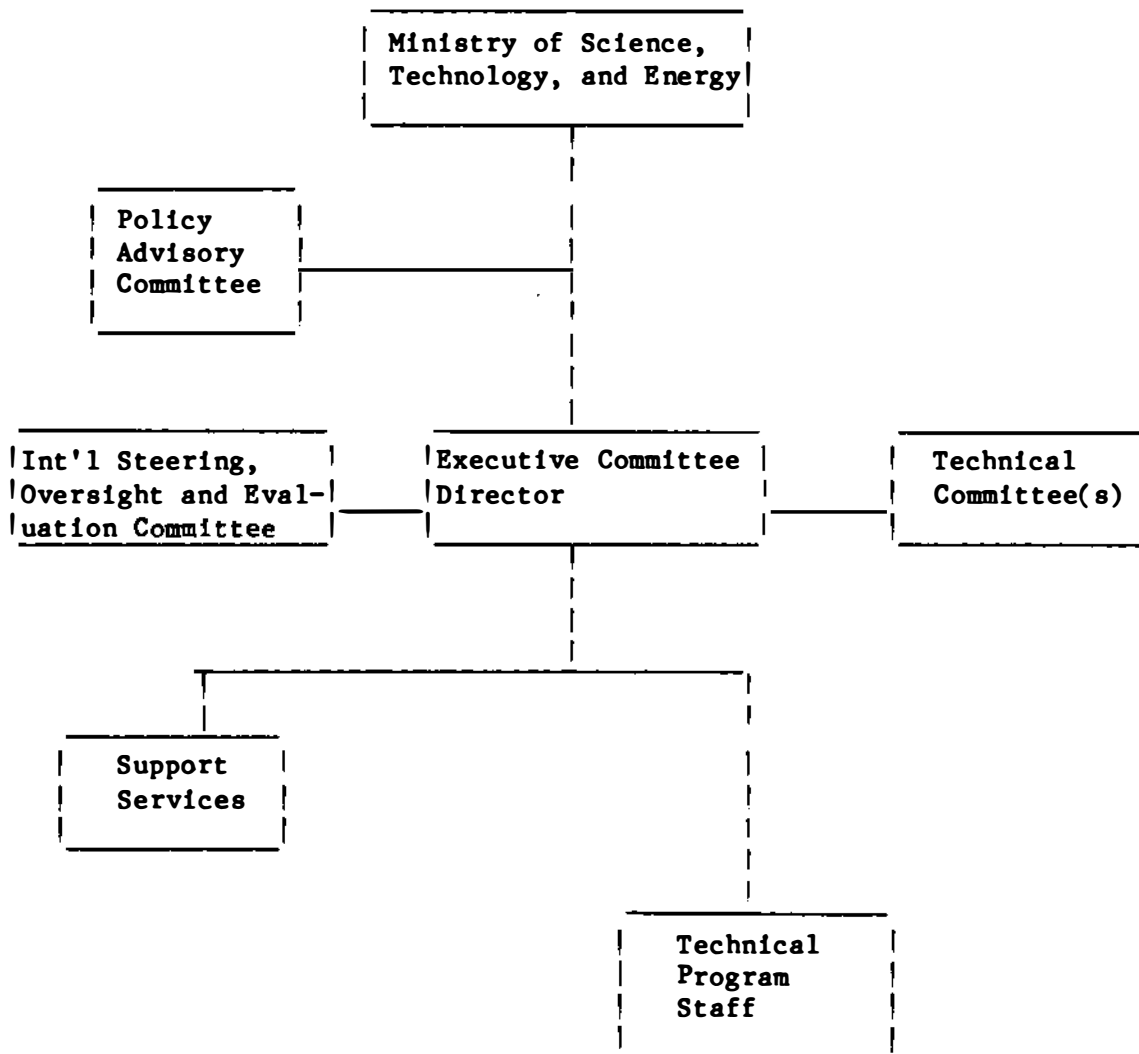 Ministry of Science,
Technology, and Energy
Policy
Advisory
Committee
Int'l Steering,
Oversight and Eval-
uation Committee
Executive Committee
Director
Technical
Committee(s)
Support
Services
Technical
Program
Staff